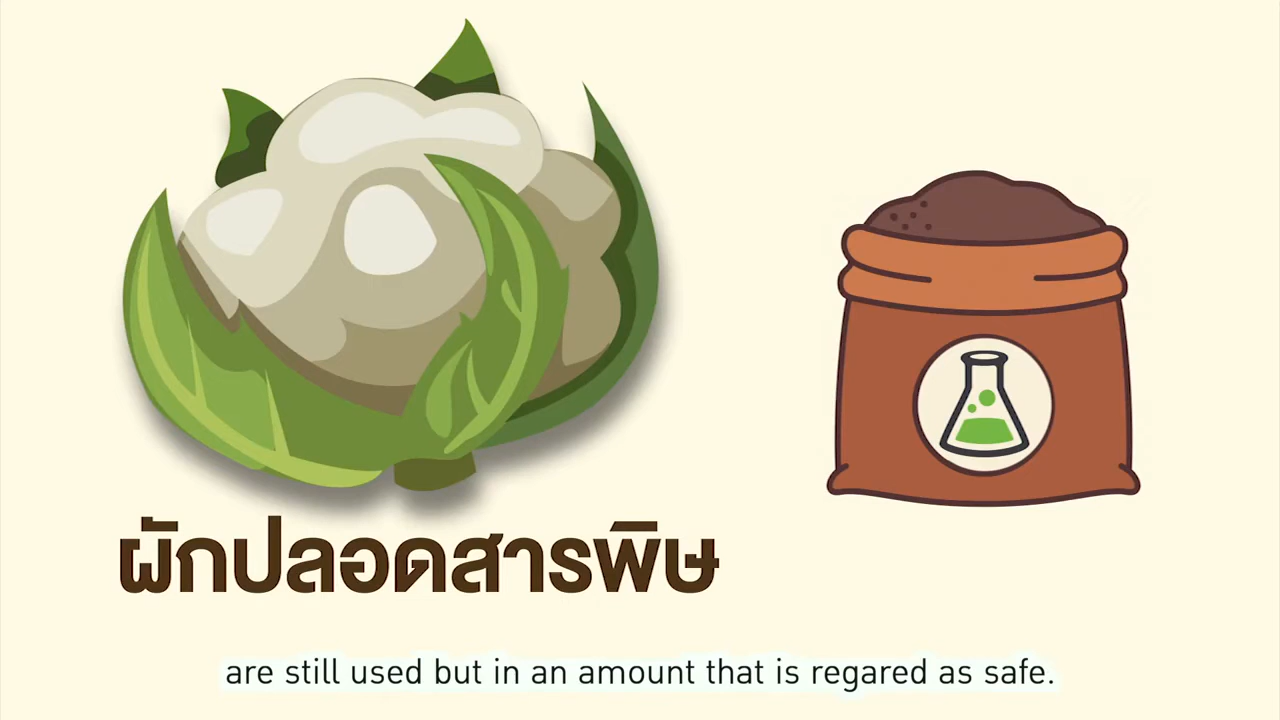 ผักปลอดสารพิษ
are still used but in an amount that is regared as safe.